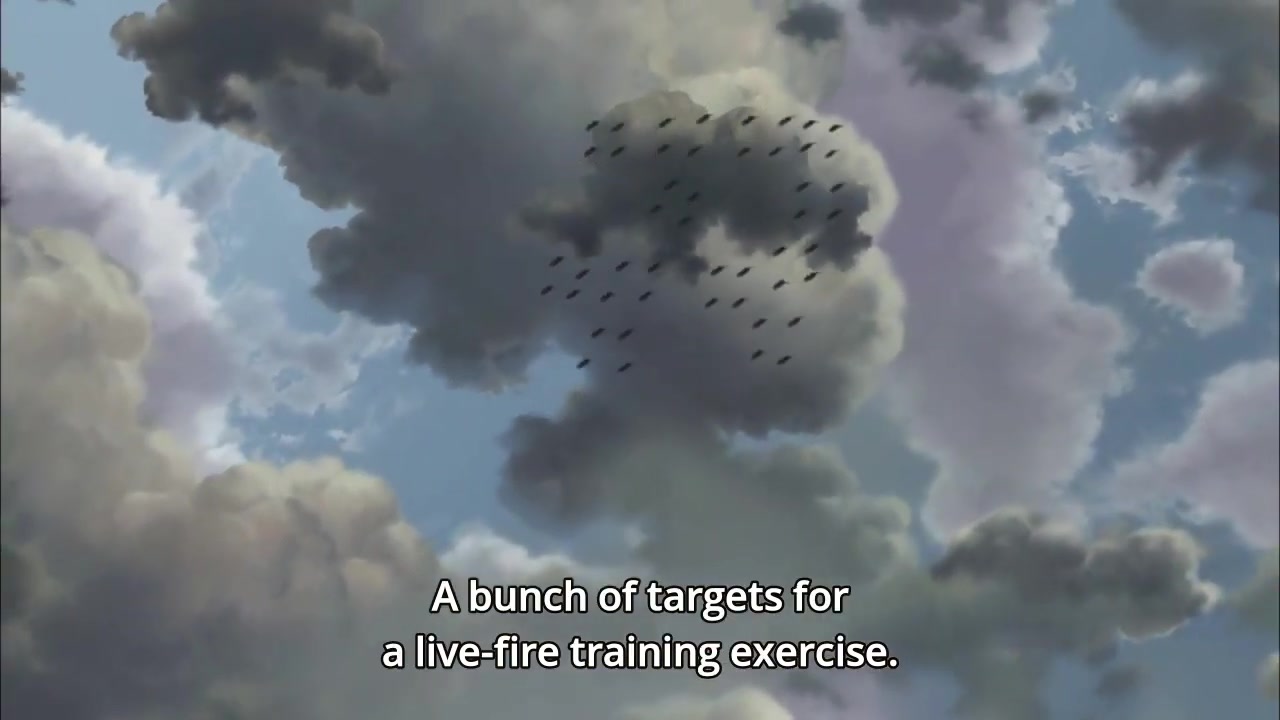 A bunch of targets for
a live-fire training exercise.